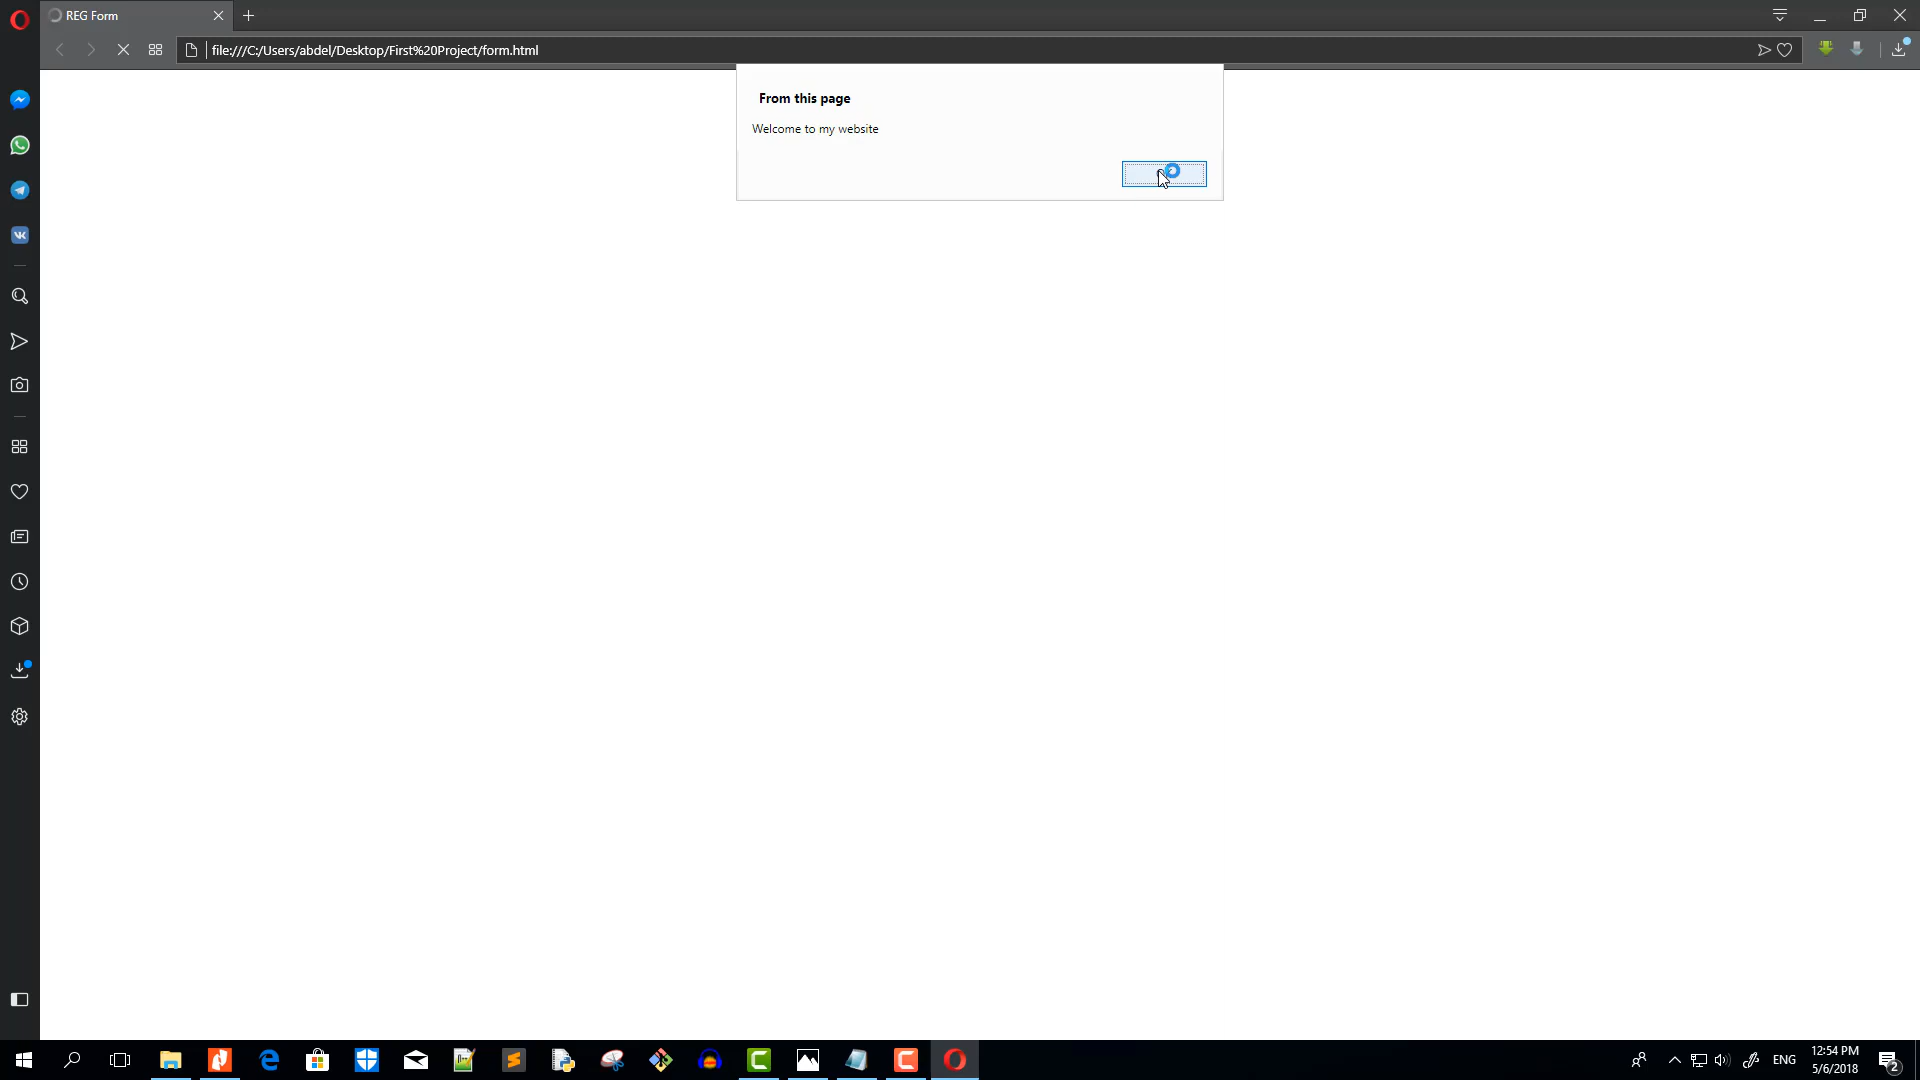 REG Form
file:///C:/Users/abdel/Desktop/First%20Project/form.html
From this page
Welcome to my website
ENG
12:54 PM
5/6/2018
2